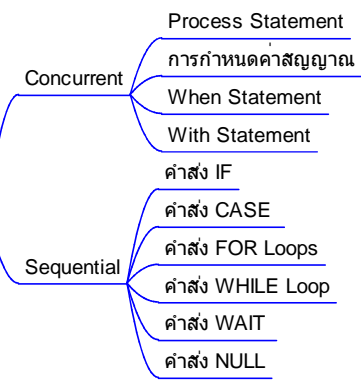 Concurrent
Process Statement
การกำหนดค่าสัญญาณ
When Statement
With Statement
Sequential
คำสั่ง IF
คำสั่ง CASE
คำสั่ง FOR Loops
คำสั่ง WHILE Loop
คำสั่ง WAIT
คำสั่ง NULL